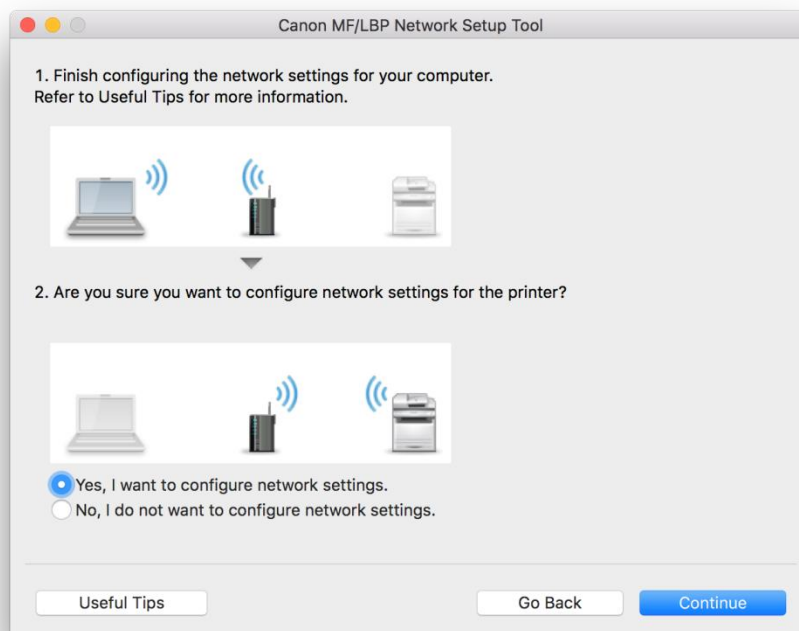 Canon MF/LBP Network Setup Tool
1. Finish configuring the network settings for your computer.
Refer to Useful Tips for more information.
2. Are you sure you want to configure network settings for the printer?
Yes, I want to configure network settings.
No, I do not want to configure network settings.
Useful Tips
Go Back
Continue